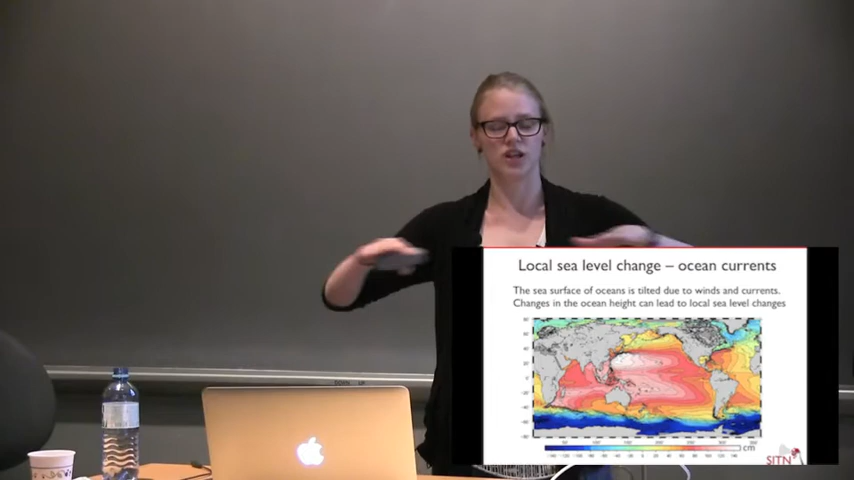 Local sea level change – ocean currents
The sea surface of oceans is tilted due to winds and currents.
Changes in the ocean height can lead to local sea level changes
cm
SITN